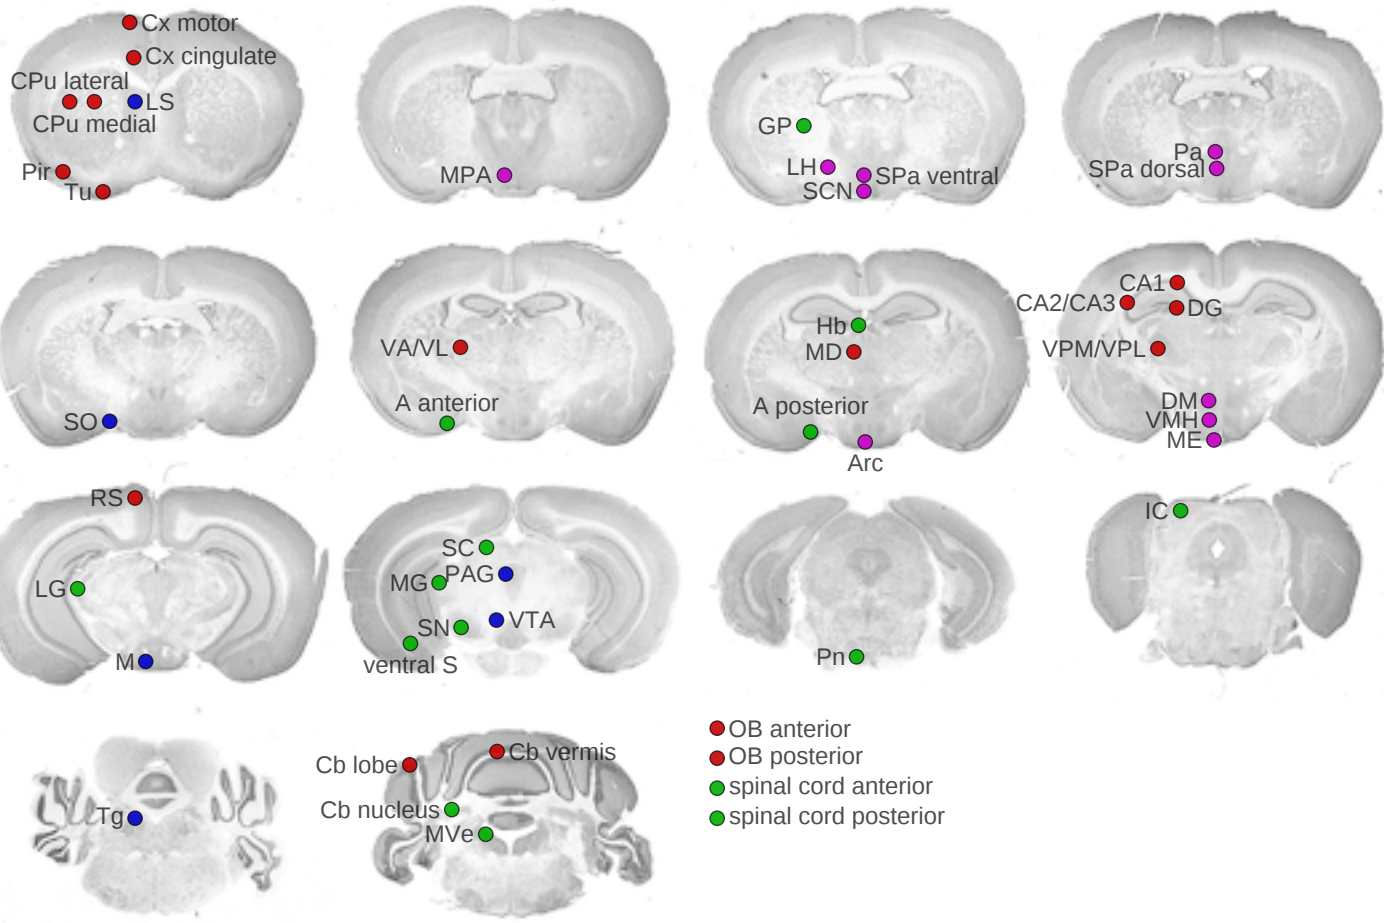 Cx motor
Cx cingulate
CPu lateral
LS
CPu medial
Pir
Tu
MPA
GP
LH
SPa ventral
SCN
Pa
SPa dorsal
SO
VA/VL
A anterior
Hb
MD
A posterior
Arc
CA1
CA2/CA3
DG
VPM/VPL
DM
VMH
ME
RS
LG
M
SC
MG
PAG
SN
VTA
ventral S
Pn
IC
Tg
Cb lobe
Cb vermis
Cb nucleus
MVe
OB anterior
OB posterior
spinal cord anterior
spinal cord posterior